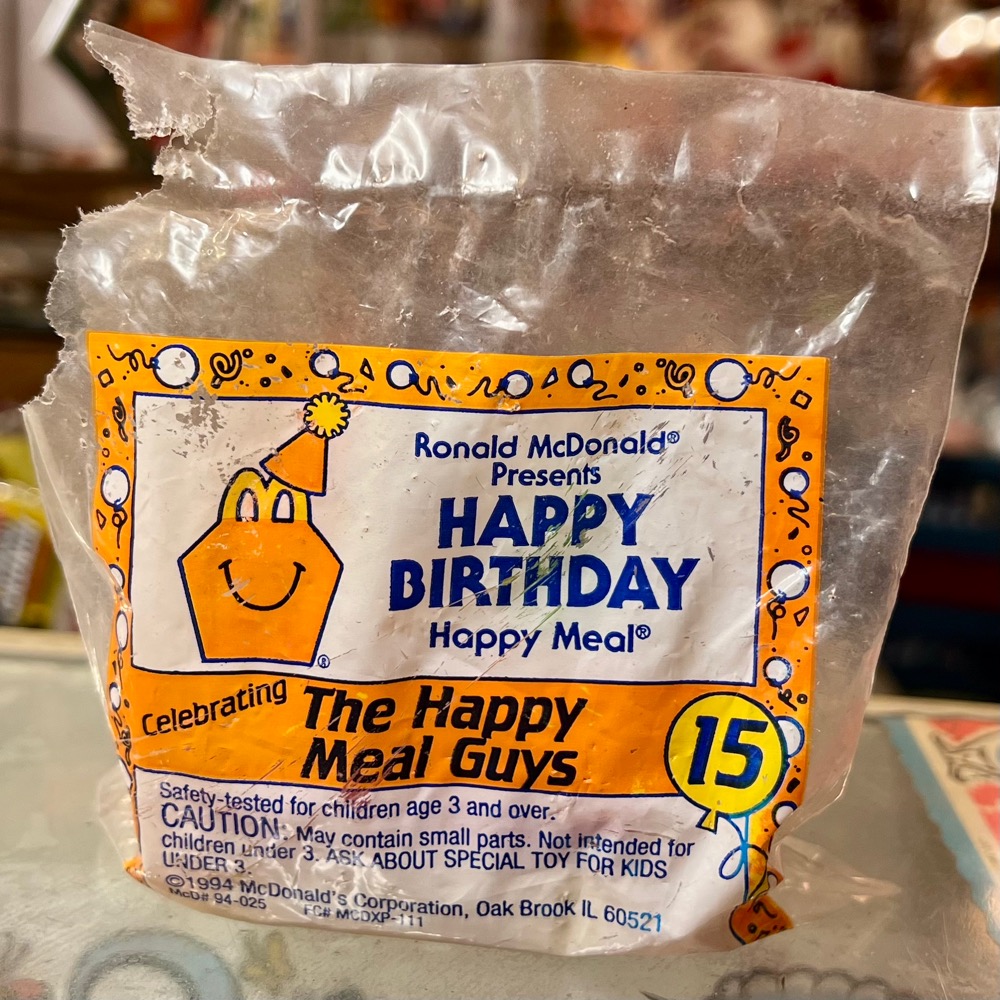 Ronald McDonald®
Presents
HAPPY
BIRTHDAY
Happy Meal®
®
Celebrating The Happy
Meal Guys
15
Safety-tested for children age 3 and over.
CAUTION: May contain small parts. Not intended for
children under 3. ASK ABOUT SPECIAL TOY FOR KIDS
UNDER 3.
©1994 McDonald's Corporation, Oak Brook IL 60521
McD# 94-025 FC# MCDXP-111